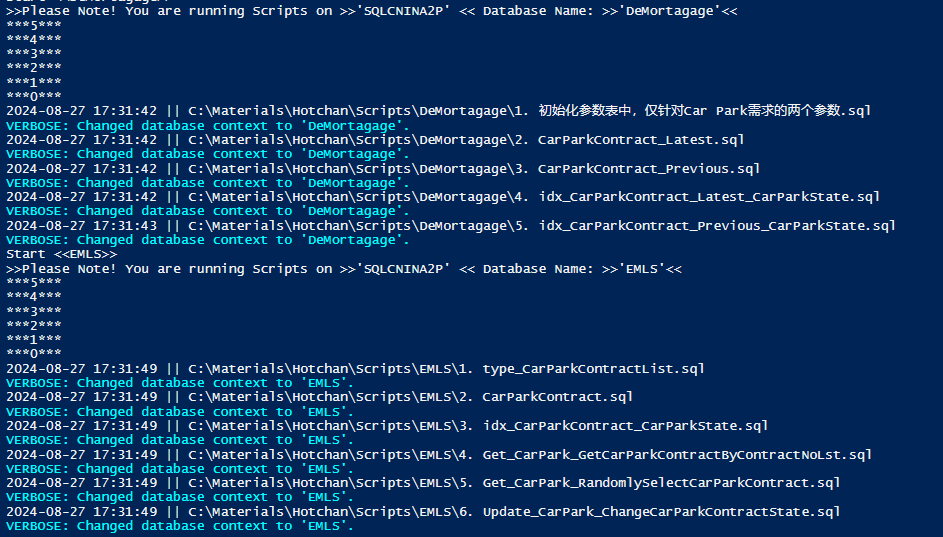 >>Please Note! You are running Scripts on >>'SQLCNINA2P' << Database Name: >>'DeMortagage'<<
***5***
***4***
***3***
***2***
***1***
***0***
2024-08-27 17:31:42 || C:\Materials\Hotchan\Scripts\DeMortagage\1. 初始化参数表中，仅针对Car Park需求的两个参数.sql
VERBOSE: Changed database context to 'DeMortagage'.
2024-08-27 17:31:42 || C:\Materials\Hotchan\Scripts\DeMortagage\2. CarParkContract_Latest.sql
VERBOSE: Changed database context to 'DeMortagage'.
2024-08-27 17:31:42 || C:\Materials\Hotchan\Scripts\DeMortagage\3. CarParkContract_Previous.sql
VERBOSE: Changed database context to 'DeMortagage'.
2024-08-27 17:31:42 || C:\Materials\Hotchan\Scripts\DeMortagage\4. idx_CarParkContract_Latest_CarParkState.sql
VERBOSE: Changed database context to 'DeMortagage'.
2024-08-27 17:31:43 || C:\Materials\Hotchan\Scripts\DeMortagage\5. idx_CarParkContract_Previous_CarParkState.sql
VERBOSE: Changed database context to 'DeMortagage'.
Start <<EMLS>>
>>Please Note! You are running Scripts on >>'SQLCNINA2P' << Database Name: >>'EMLS'<<
***5***
***4***
***3***
***2***
***1***
***0***
2024-08-27 17:31:49 || C:\Materials\Hotchan\Scripts\EMLS\1. type_CarParkContractList.sql
VERBOSE: Changed database context to 'EMLS'.
2024-08-27 17:31:49 || C:\Materials\Hotchan\Scripts\EMLS\2. CarParkContract.sql
VERBOSE: Changed database context to 'EMLS'.
2024-08-27 17:31:49 || C:\Materials\Hotchan\Scripts\EMLS\3. idx_CarParkContract_CarParkState.sql
VERBOSE: Changed database context to 'EMLS'.
2024-08-27 17:31:49 || C:\Materials\Hotchan\Scripts\EMLS\4. Get_CarPark_GetCarParkContractByContractNoLst.sql
VERBOSE: Changed database context to 'EMLS'.
2024-08-27 17:31:49 || C:\Materials\Hotchan\Scripts\EMLS\5. Get_CarPark_RandomlySelectCarParkContract.sql
VERBOSE: Changed database context to 'EMLS'.
2024-08-27 17:31:49 || C:\Materials\Hotchan\Scripts\EMLS\6. Update_CarPark_ChangeCarParkContractState.sql
VERBOSE: Changed database context to 'EMLS'.